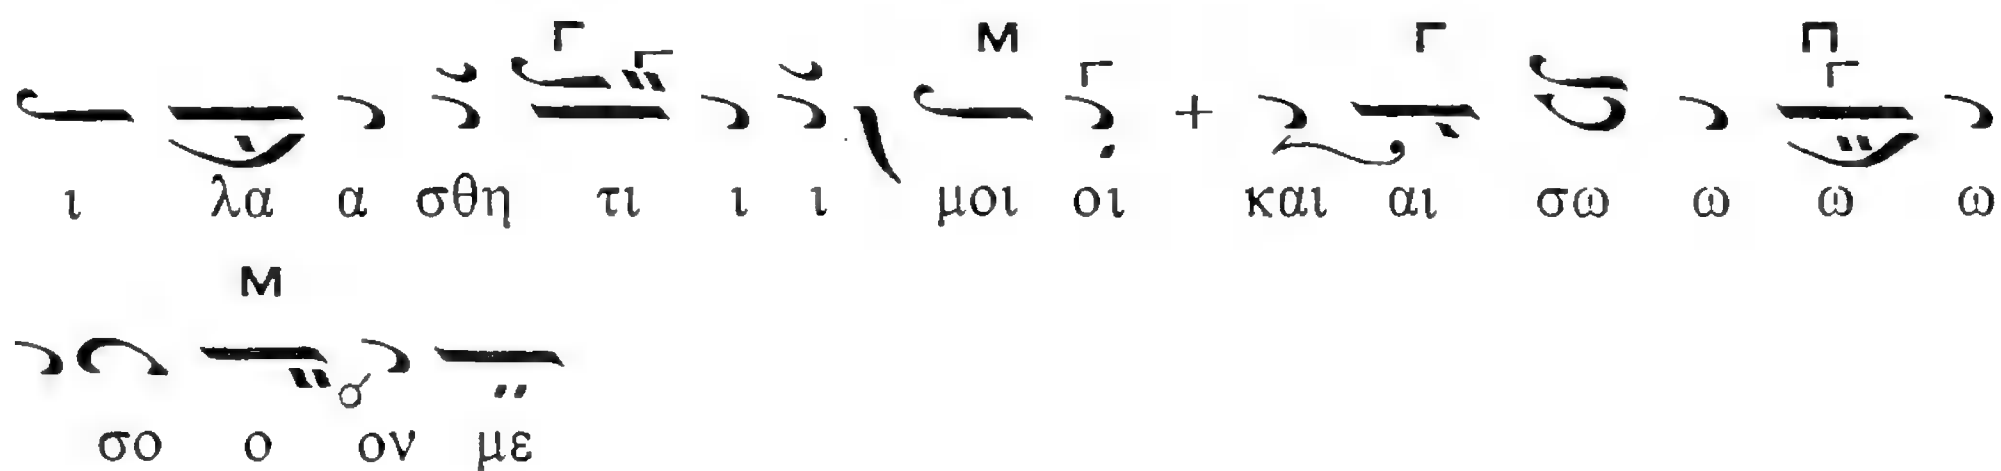 Γ Γ Μ Γ Γ Π Γ
ι λα α σθη τι ι ι μοι οι + και αι σω ω ω ω
Μ
σο ο ον με